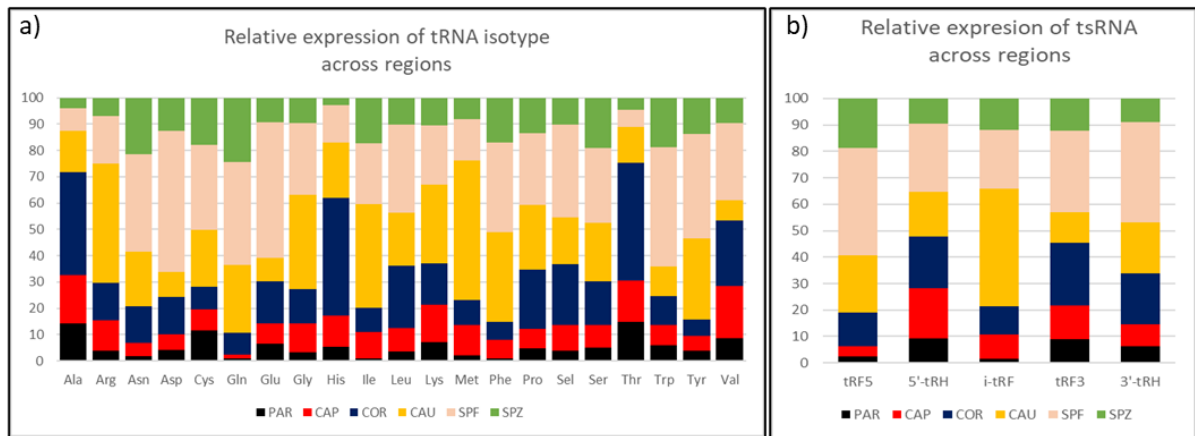 a)
Relative expression of tRNA isotype
across regions
100
90
80
70
60
50
40
30
20
10
0
Ala Arg Asn Asp Cys Gln Glu Gly His Ile Leu Lys Met Phe Pro Sel Ser Thr Trp Tyr Val
PAR CAP COR CAU SPF SPZ
b)
Relative expresion of tsRNA
across regions
100
90
80
70
60
50
40
30
20
10
0
tRF5 5'-tRH i-tRF tRF3 3'-tRH
PAR CAP COR CAU SPF SPZ